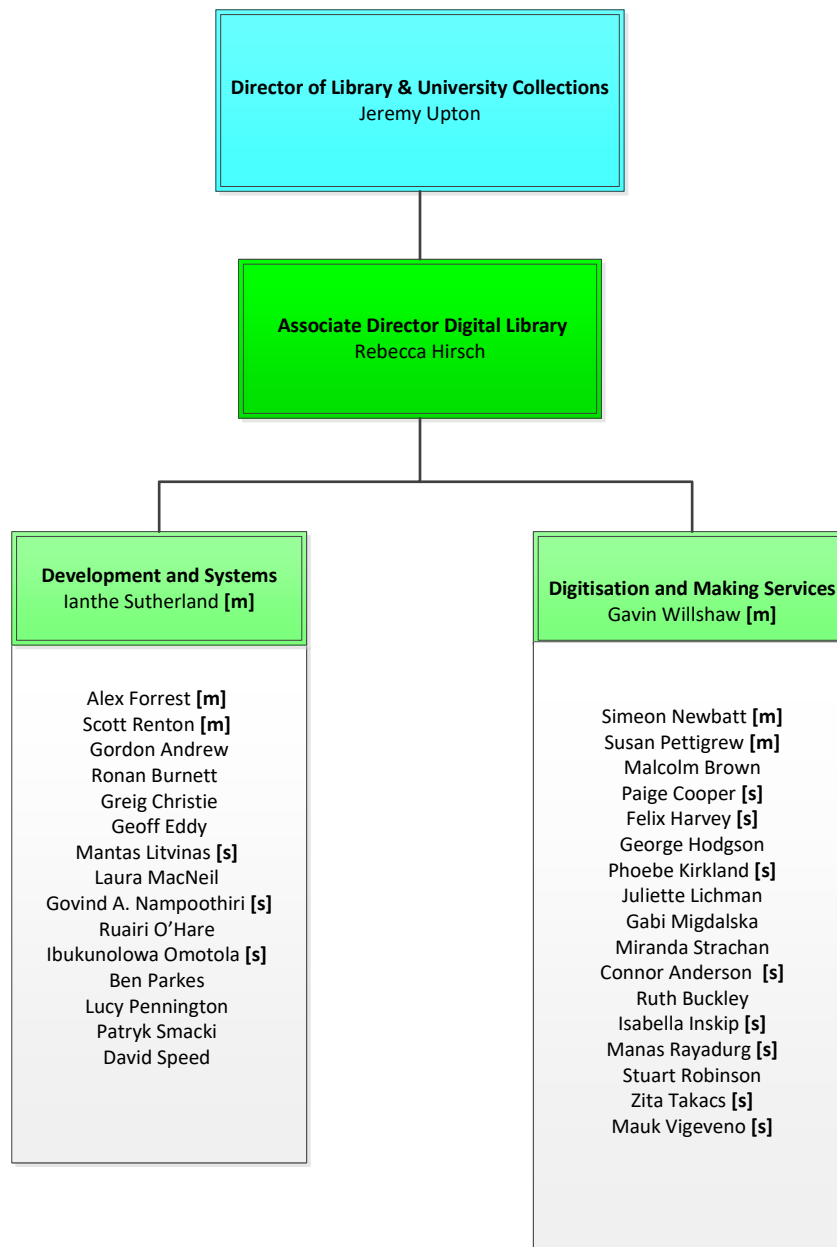 Director of Library & University Collections
Jeremy Upton
Associate Director Digital Library
Rebecca Hirsch
Development and Systems
Ianthe Sutherland [m]
Alex Forrest [m]
Scott Renton [m]
Gordon Andrew
Ronan Burnett
Greig Christie
Geoff Eddy
Mantas Litvinas [s]
Laura MacNeil
Govind A. Nampoothiri [s]
Ruairi O’Hare
Ibukunolowa Omotola [s]
Ben Parkes
Lucy Pennington
Patryk Smacki
David Speed
Digitisation and Making Services
Gavin Willshaw [m]
Simeon Newbatt [m]
Susan Pettigrew [m]
Malcolm Brown
Paige Cooper [s]
Felix Harvey [s]
George Hodgson
Phoebe Kirkland [s]
Juliette Lichman
Gabi Migdalska
Miranda Strachan
Connor Anderson [s]
Ruth Buckley
Isabella Inskip [s]
Manas Rayadurg [s]
Stuart Robinson
Zita Takacs [s]
Mauk Vigeveno [s]